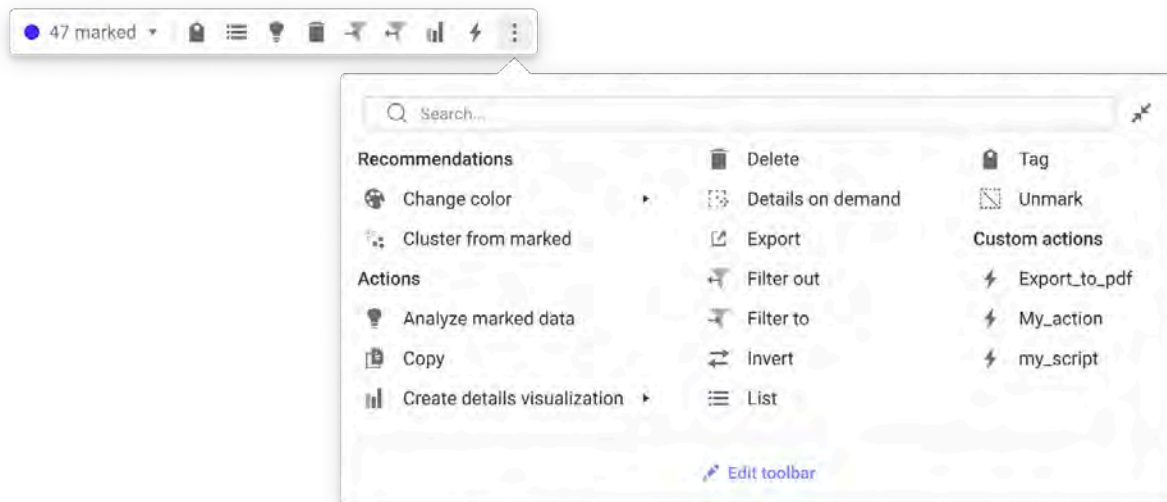 47 marked
Search...
Recommendations
Change color
Cluster from marked
Actions
Analyze marked data
Copy
Create details visualization
Delete
Details on demand
Export
Filter out
Filter to
Invert
List
Tag
Unmark
Custom actions
Export_to_pdf
My_action
my_script
Edit toolbar